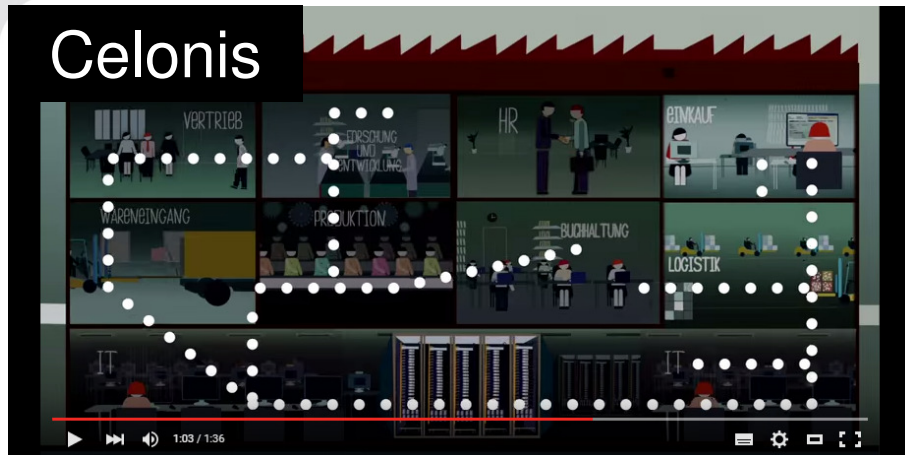 Celonis
VERTRIEB
FORSCHUNG
UND
ENTWICKLUNG
HR
EINKAUF
WARENEINGANG
PRODUKTION
BUCHHALTUNG
LOGISTIK
IT
IT
1:03 / 1:36